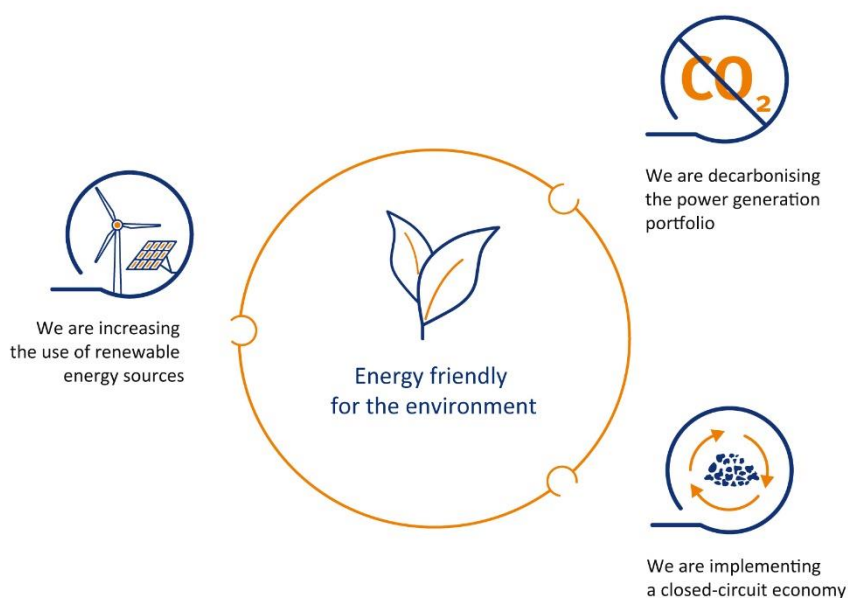 CO₂
We are decarbonising
the power generation
portfolio
We are increasing
the use of renewable
energy sources
Energy friendly
for the environment
We are implementing
a closed-circuit economy